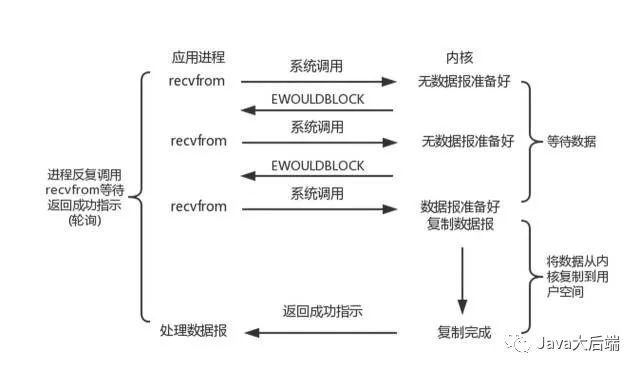 应用进程
内核
recvfrom
系统调用
无数据报准备好
EWOULDBLOCK
recvfrom
系统调用
无数据报准备好
EWOULDBLOCK
recvfrom
系统调用
数据报准备好
复制数据报
等待数据
进程反复调用
recvfrom等待
返回成功指示
(轮询)
将数据从内
核复制到用
户空间
处理数据报
返回成功指示
复制完成
Java大后端